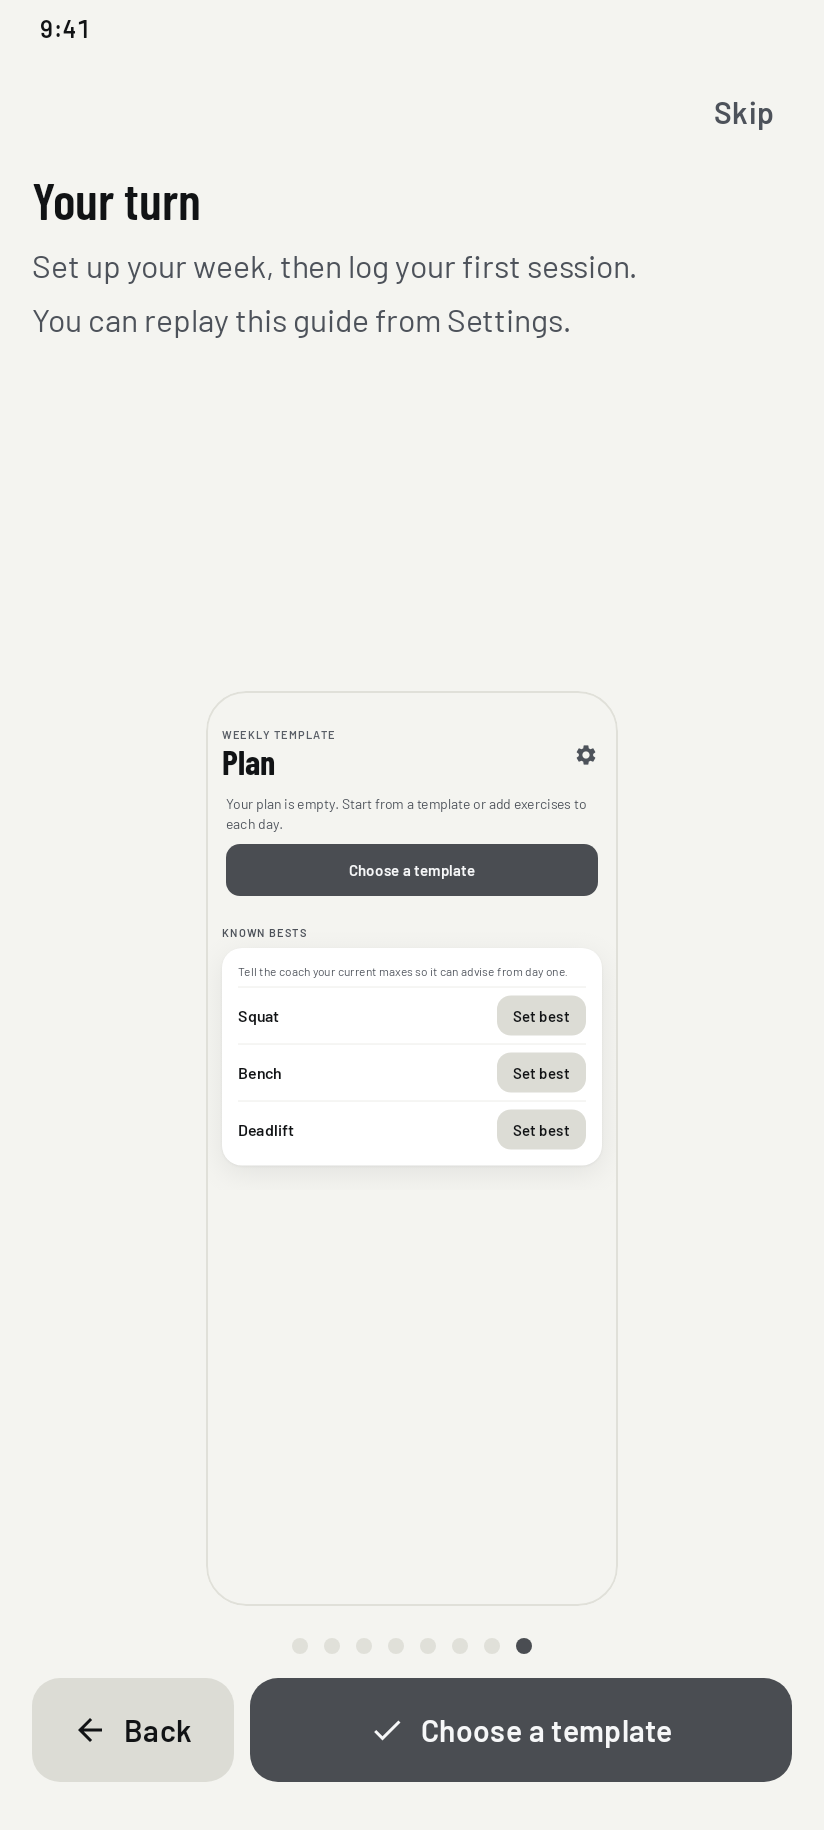 9:41
Skip
Your turn
Set up your week, then log your first session.
You can replay this guide from Settings.
WEEKLY TEMPLATE
Plan
Your plan is empty. Start from a template or add exercises to
each day.
Choose a template
KNOWN BESTS
Tell the coach your current maxes so it can advise from day one.
Squat
Set best
Bench
Set best
Deadlift
Set best
Back
Choose a template